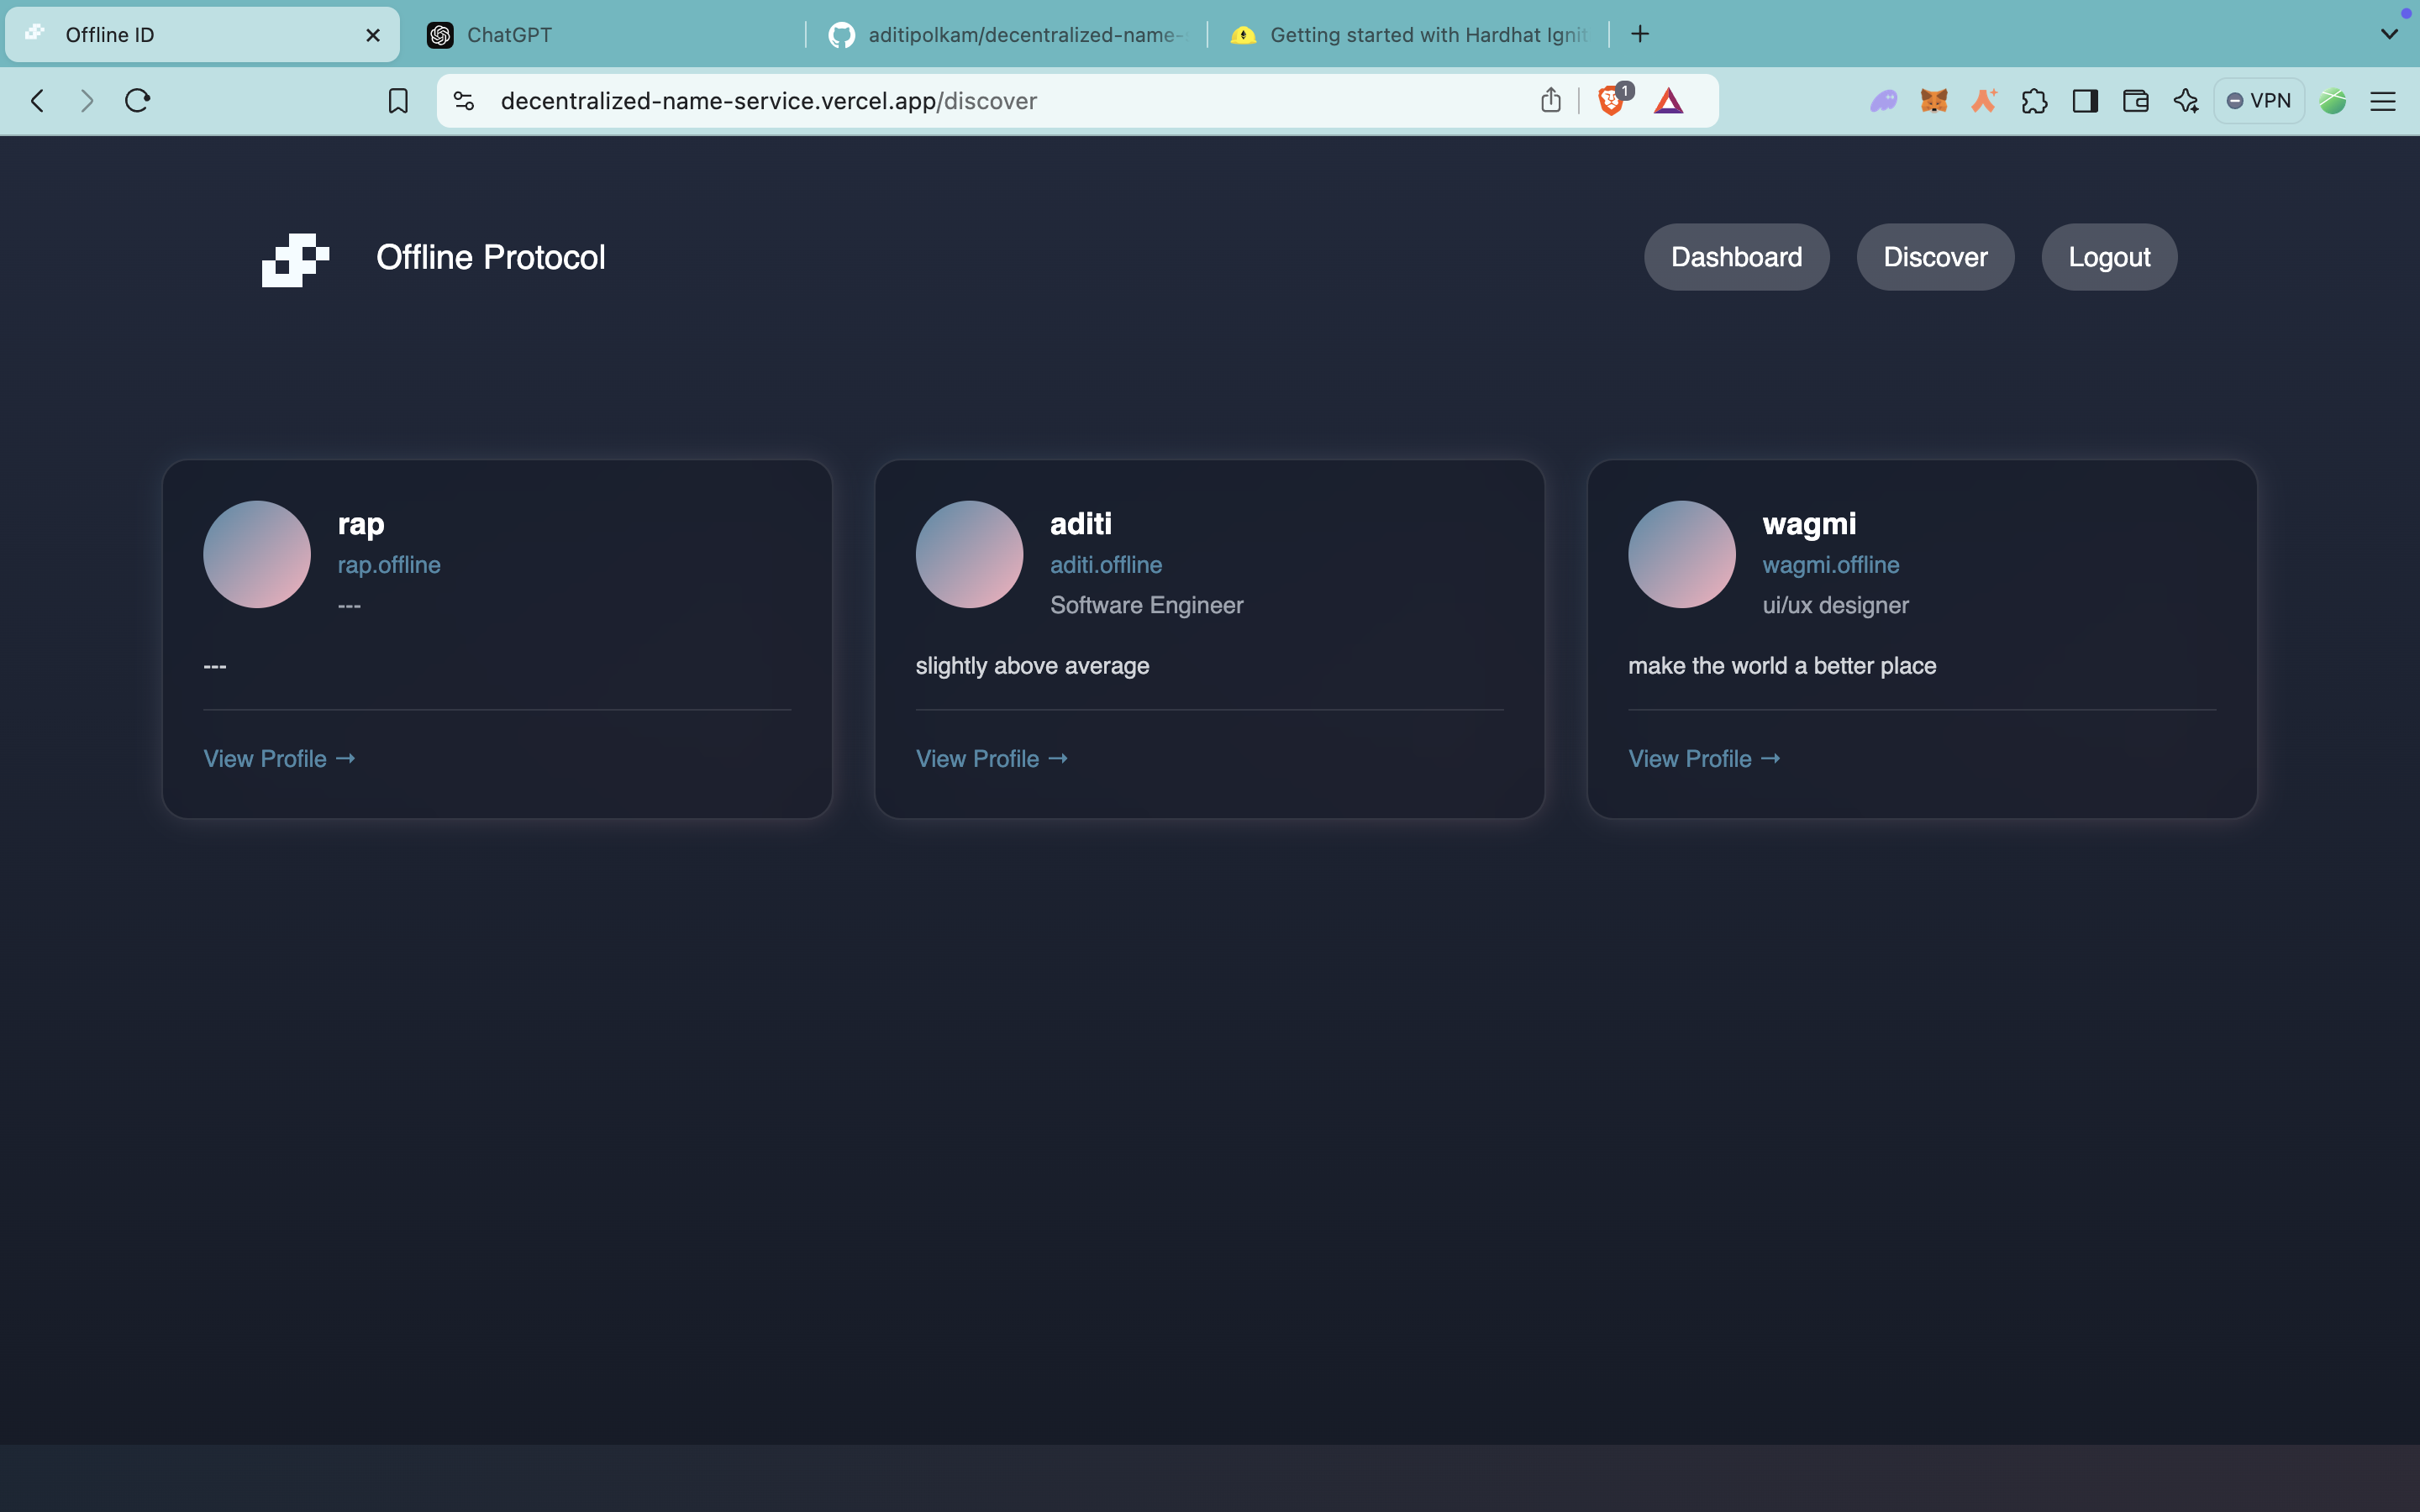 Offline ID
ChatGPT
aditipolkam/decentralized-name-
Getting started with Hardhat Ignit
decentralized-name-service.vercel.app/discover
1
VPN
Offline Protocol
Dashboard
Discover
Logout
rap
rap.offline
---
---
View Profile →
aditi
aditi.offline
Software Engineer
slightly above average
View Profile →
wagmi
wagmi.offline
ui/ux designer
make the world a better place
View Profile →